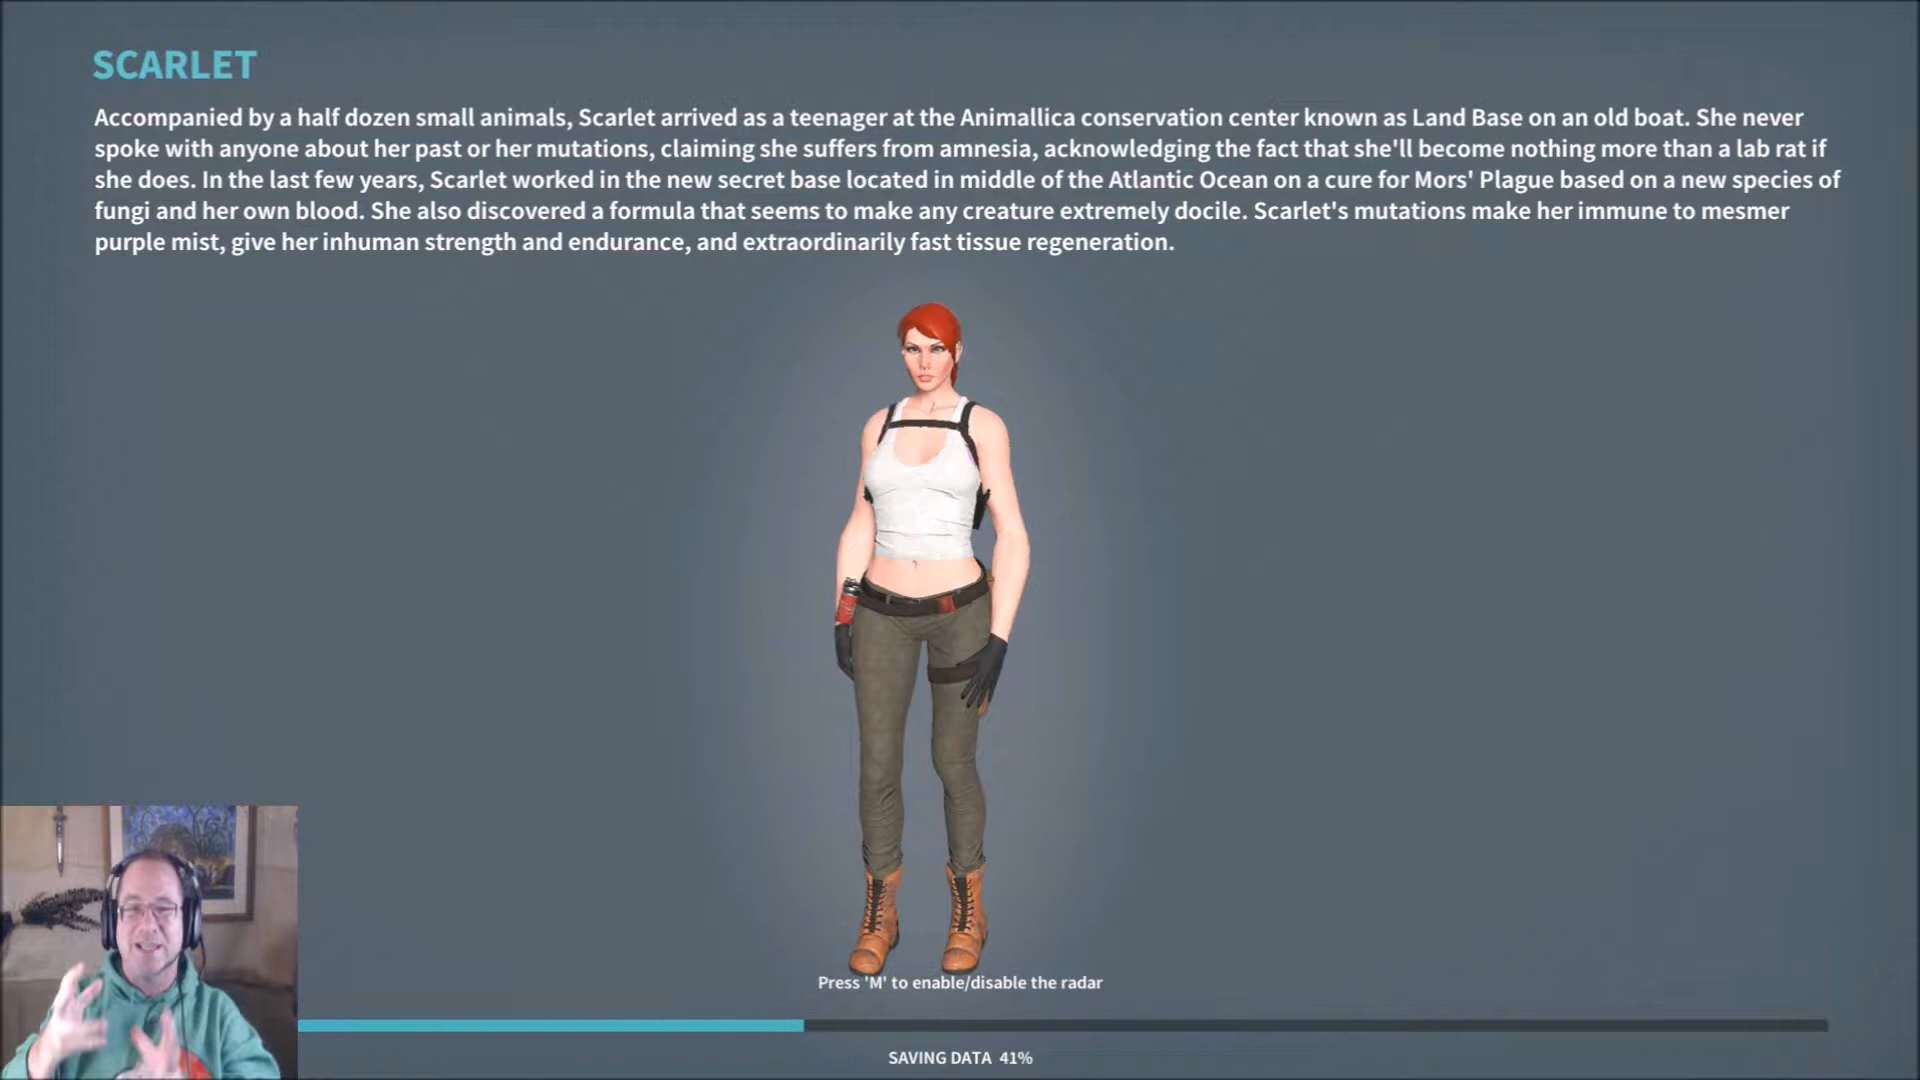 SCARLET
Accompanied by a half dozen small animals, Scarlet arrived as a teenager at the Animallica conservation center known as Land Base on an old boat. She never
spoke with anyone about her past or her mutations, claiming she suffers from amnesia, acknowledging the fact that she'll become nothing more than a lab rat if
she does. In the last few years, Scarlet worked in the new secret base located in middle of the Atlantic Ocean on a cure for Mors' Plague based on a new species of
fungi and her own blood. She also discovered a formula that seems to make any creature extremely docile. Scarlet's mutations make her immune to mesmer
purple mist, give her inhuman strength and endurance, and extraordinarily fast tissue regeneration.
Press 'M' to enable/disable the radar
SAVING DATA 41%